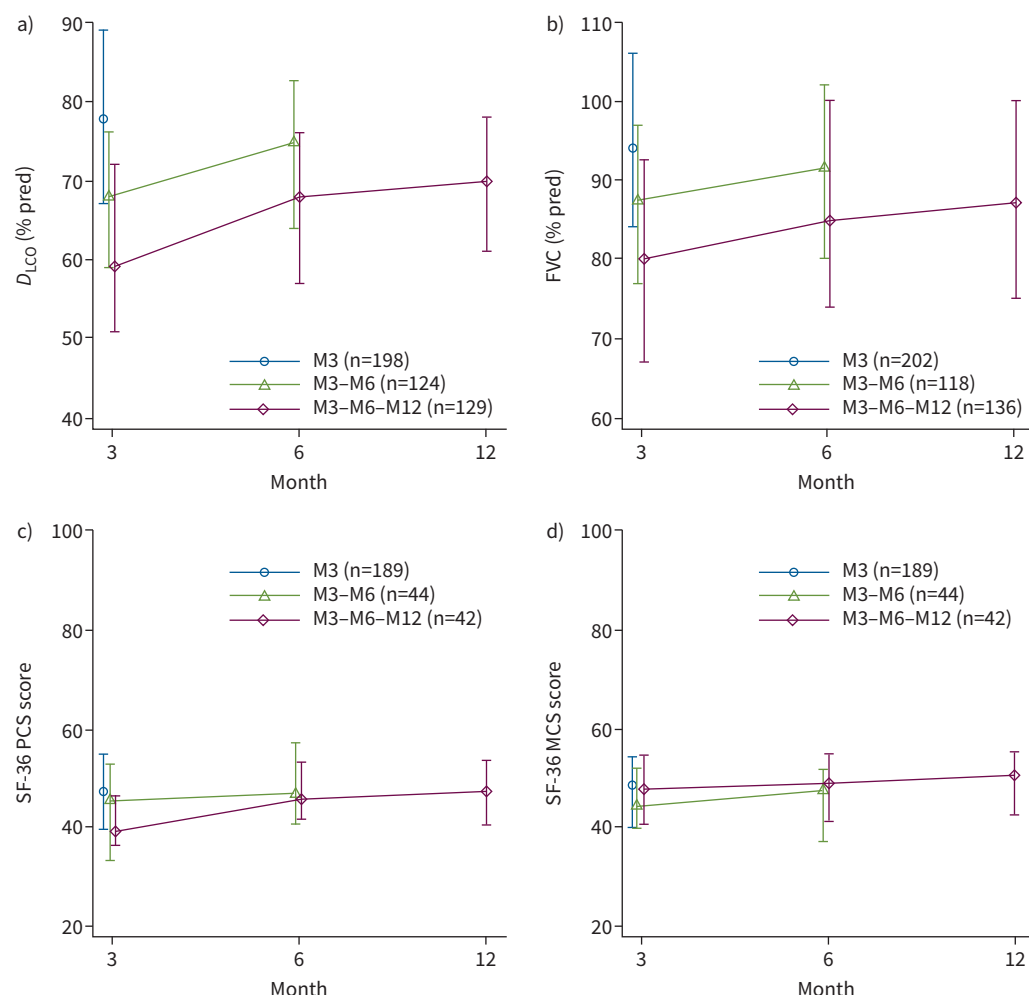 a)
90
80
70
60
50
40
DLCO (% pred)
M3 (n=198)
M3–M6 (n=124)
M3–M6–M12 (n=129)
3 6 12
Month
b)
110
100
90
80
70
60
FVC (% pred)
M3 (n=202)
M3–M6 (n=118)
M3–M6–M12 (n=136)
3 6 12
Month
c)
100
80
60
40
20
SF-36 PCS score
M3 (n=189)
M3–M6 (n=44)
M3–M6–M12 (n=42)
3 6 12
Month
d)
100
80
60
40
20
SF-36 MCS score
M3 (n=189)
M3–M6 (n=44)
M3–M6–M12 (n=42)
3 6 12
Month